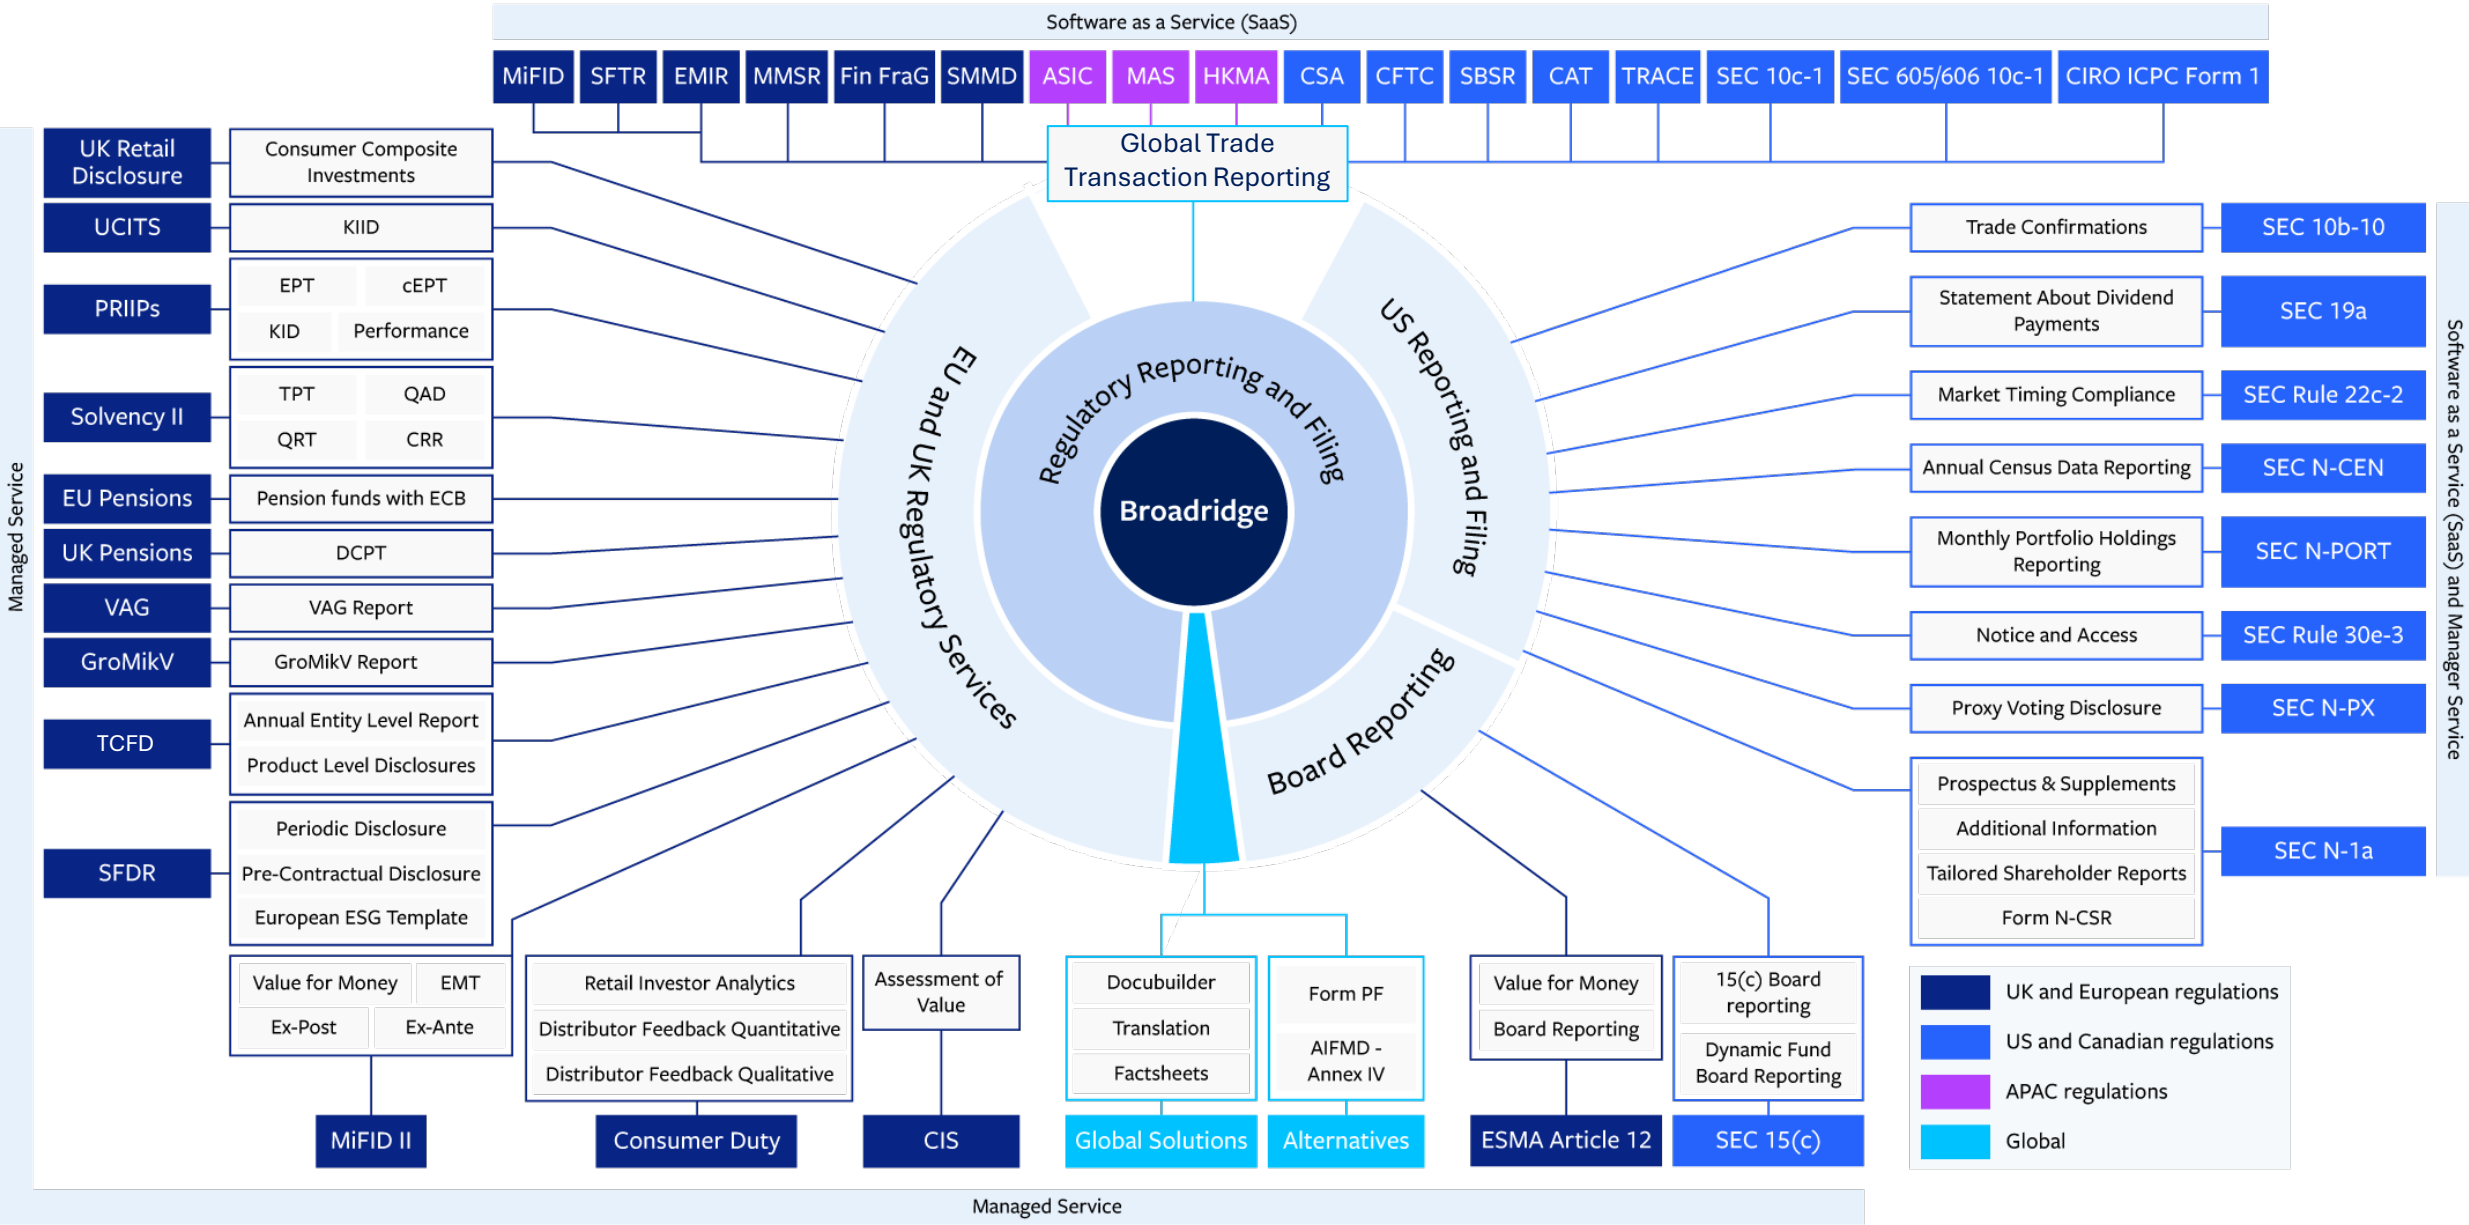 Software as a Service (SaaS)
MiFID
SFTR
EMIR
MMSR
Fin FraG
SMMD
ASIC
MAS
HKMA
CSA
CFTC
SBSR
CAT
TRACE
SEC 10c-1
SEC 605/606 10c-1
CIRO ICPC Form 1
Global Trade
Transaction Reporting
Managed Service
UK Retail
Disclosure
Consumer Composite
Investments
UCITS
KIID
PRIIPs
EPT
cEPT
KID
Performance
Solvency II
TPT
QAD
QRT
CRR
EU Pensions
Pension funds with ECB
UK Pensions
DCPT
VAG
VAG Report
GroMikV
GroMikV Report
TCFD
Annual Entity Level Report
Product Level Disclosures
SFDR
Periodic Disclosure
Pre-Contractual Disclosure
European ESG Template
EU and UK Regulatory Services
Regulatory Reporting and Filing
Broadridge
US Reporting and Filing
Board Reporting
Trade Confirmations
SEC 10b-10
Statement About Dividend
Payments
SEC 19a
Market Timing Compliance
SEC Rule 22c-2
Annual Census Data Reporting
SEC N-CEN
Monthly Portfolio Holdings
Reporting
SEC N-PORT
Notice and Access
SEC Rule 30e-3
Proxy Voting Disclosure
SEC N-PX
Prospectus & Supplements
Additional Information
Tailored Shareholder Reports
Form N-CSR
SEC N-1a
Software as a Service (SaaS) and Manager Service
Value for Money
EMT
Ex-Post
Ex-Ante
MiFID II
Retail Investor Analytics
Distributor Feedback Quantitative
Distributor Feedback Qualitative
Consumer Duty
Assessment of
Value
CIS
Docubuilder
Translation
Factsheets
Global Solutions
Form PF
AIFMD -
Annex IV
Alternatives
Value for Money
Board Reporting
ESMA Article 12
15(c) Board
reporting
Dynamic Fund
Board Reporting
SEC 15(c)
UK and European regulations
US and Canadian regulations
APAC regulations
Global
Managed Service